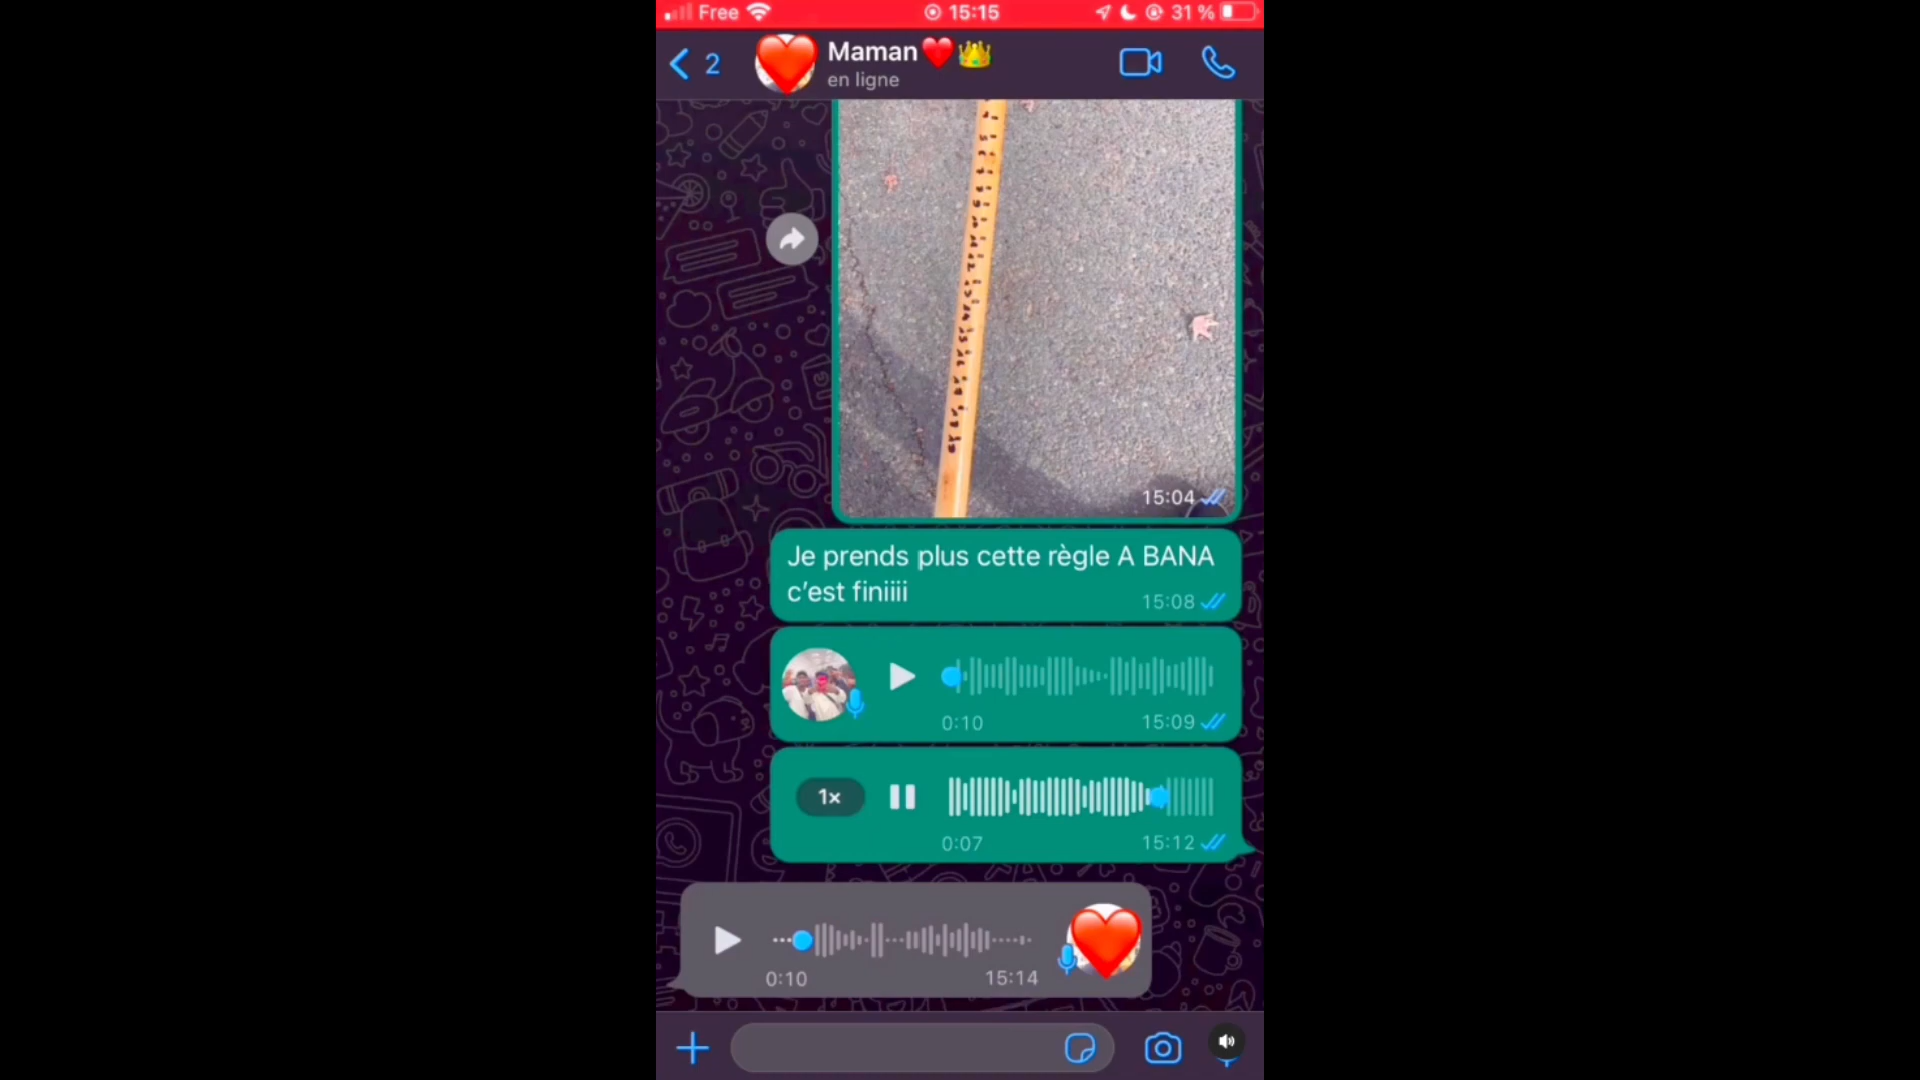 Free 15:15 31 %
2 Maman❤️👑
en ligne
15:04
Je prends plus cette règle A BANA
c’est finiiii
15:08
0:10 15:09
1×
0:07 15:12
0:10 15:14